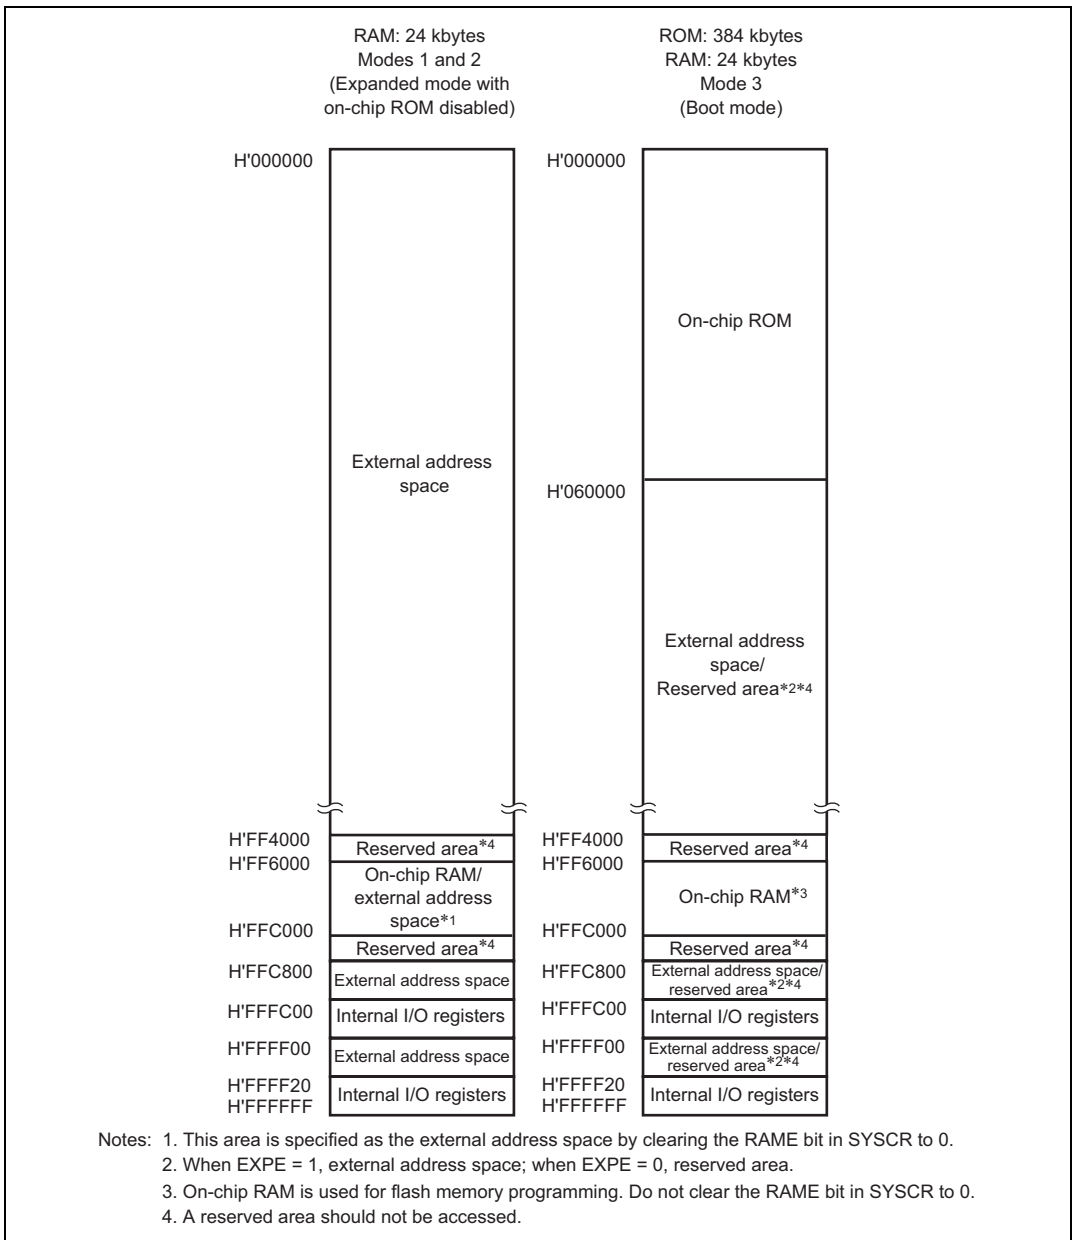 RAM: 24 kbytes
Modes 1 and 2
(Expanded mode with
on-chip ROM disabled)
H'000000
External address
space
H'FF4000
Reserved area*4
H'FF6000
On-chip RAM/
external address
space*1
H'FFC000
Reserved area*4
H'FFC800
External address space
H'FFFC00
Internal I/O registers
H'FFFF00
External address space
H'FFFF20
Internal I/O registers
H'FFFFFF
ROM: 384 kbytes
RAM: 24 kbytes
Mode 3
(Boot mode)
H'000000
On-chip ROM
H'060000
External address
space/
Reserved area*2*4
H'FF4000
Reserved area*4
H'FF6000
On-chip RAM*3
H'FFC000
Reserved area*4
H'FFC800
External address space/
reserved area*2*4
H'FFFC00
Internal I/O registers
H'FFFF00
External address space/
reserved area*2*4
H'FFFF20
Internal I/O registers
H'FFFFFF
Notes: 1. This area is specified as the external address space by clearing the RAME bit in SYSCR to 0.
2. When EXPE = 1, external address space; when EXPE = 0, reserved area.
3. On-chip RAM is used for flash memory programming. Do not clear the RAME bit in SYSCR to 0.
4. A reserved area should not be accessed.